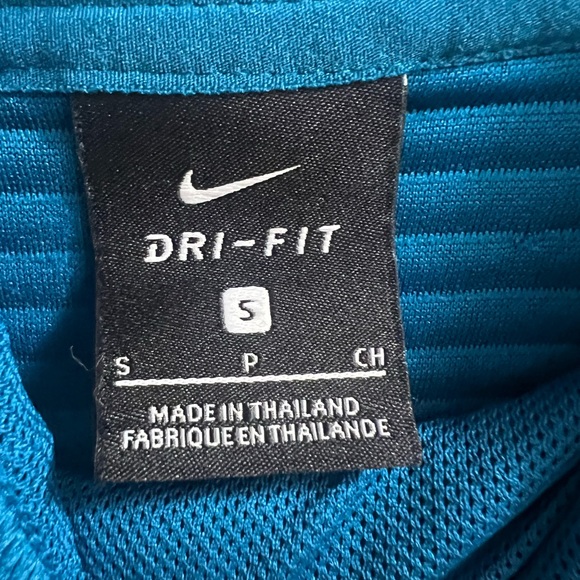 DRI-FIT
S
S P CH
MADE IN THAILAND
FABRIQUE EN THAILANDE